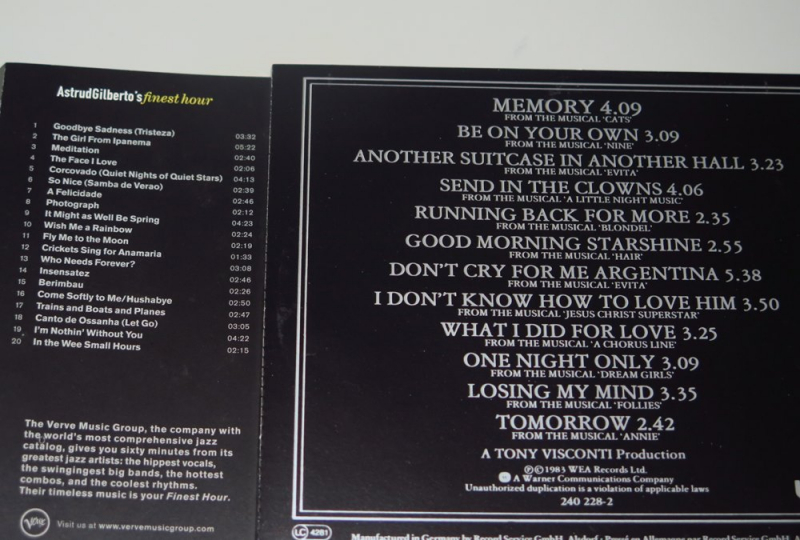 AstrudGilberto's finest hour
1 Goodbye Sadness (Tristeza) 03:32
2 The Girl From Ipanema 05:22
3 Meditation 02:40
4 The Face I Love 02:06
5 Corcovado (Quiet Nights of Quiet Stars) 04:13
6 So Nice (Samba de Verao) 02:39
7 A Felicidade 02:46
8 Photograph 02:12
9 It Might as Well Be Spring 04:23
10 Wish Me a Rainbow 02:24
11 Fly Me to the Moon 02:19
12 Crickets Sing for Anamaria 01:33
13 Who Needs Forever? 03:08
14 Insensatez 02:46
15 Berimbau 02:26
16 Come Softly to Me/Hushabye 02:50
17 Trains and Boats and Planes 02:47
18 Canto de Ossanha (Let Go) 03:05
19 I'm Nothin' Without You 04:22
20 In the Wee Small Hours 02:15
The Verve Music Group, the company with
the world's most comprehensive jazz
catalog, gives you sixty minutes from its
greatest jazz artists: the hippest vocals,
the swingingest big bands, the hottest
combos, and the coolest rhythms.
Their timeless music is your Finest Hour.
Verve Visit us at www.vervemusicgroup.com
MEMORY 4.09
FROM THE MUSICAL 'CATS'
BE ON YOUR OWN 3.09
FROM THE MUSICAL 'NINE'
ANOTHER SUITCASE IN ANOTHER HALL 3.23
FROM THE MUSICAL 'EVITA'
SEND IN THE CLOWNS 4.06
FROM THE MUSICAL 'A LITTLE NIGHT MUSIC'
RUNNING BACK FOR MORE 2.35
FROM THE MUSICAL 'BLONDEL'
GOOD MORNING STARSHINE 2.55
FROM THE MUSICAL 'HAIR'
DON'T CRY FOR ME ARGENTINA 5.38
FROM THE MUSICAL 'EVITA'
I DON'T KNOW HOW TO LOVE HIM 3.50
FROM THE MUSICAL 'JESUS CHRIST SUPERSTAR'
WHAT I DID FOR LOVE 3.25
FROM THE MUSICAL 'A CHORUS LINE'
ONE NIGHT ONLY 3.09
FROM THE MUSICAL 'DREAM GIRLS'
LOSING MY MIND 3.35
FROM THE MUSICAL 'FOLLIES'
TOMORROW 2.42
FROM THE MUSICAL 'ANNIE'
A TONY VISCONTI Production
℗©1983 WEA Records Ltd.
A Warner Communications Company
Unauthorized duplication is a violation of applicable laws
240 228-2
LC 4281
Manufactured in Germany by Record Service GmbH, Alsdorf · Pressé en Allemagne par Record Service GmbH,